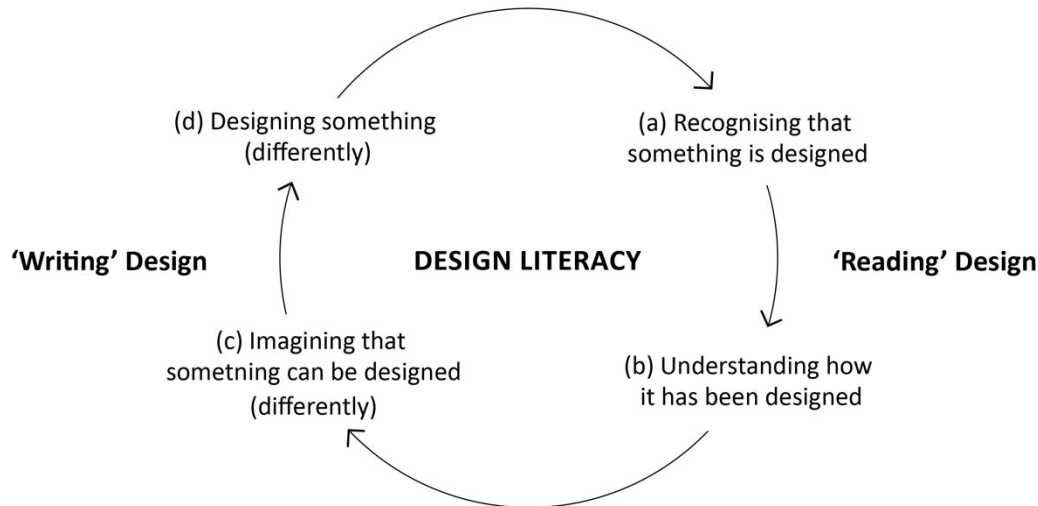 (d) Designing something
(differently)
(a) Recognising that
something is designed
'Writing' Design
DESIGN LITERACY
'Reading' Design
(c) Imagining that
sometning can be designed
(differently)
(b) Understanding how
it has been designed